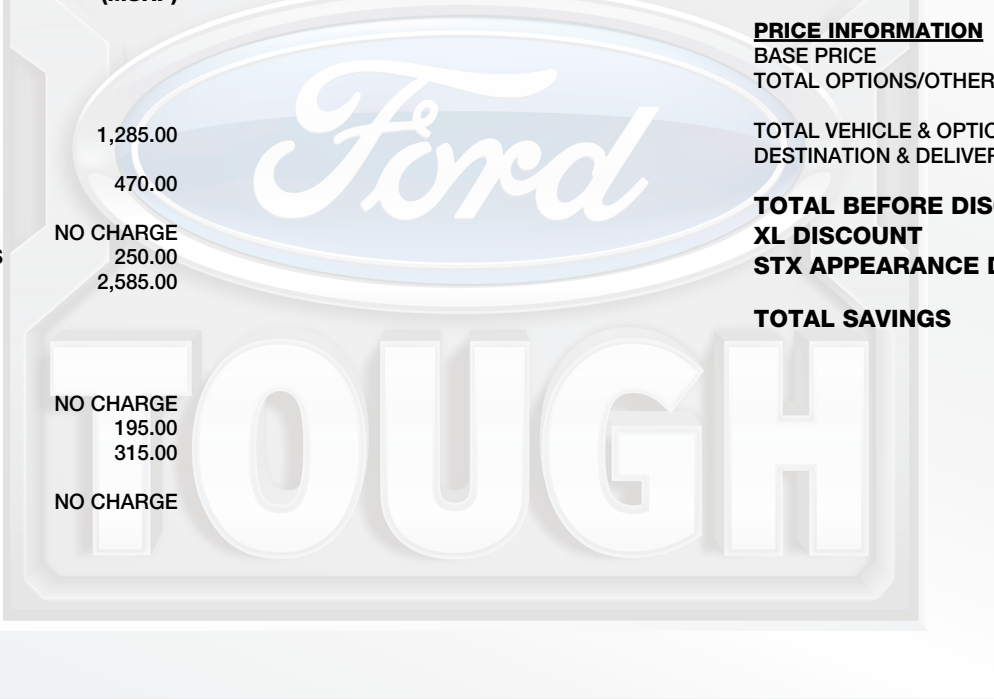 (MSRP)
1,285.00
470.00
NO CHARGE
S 250.00
2,585.00
NO CHARGE
195.00
315.00
NO CHARGE
PRICE INFORMATION
BASE PRICE
TOTAL OPTIONS/OTHER
TOTAL VEHICLE & OPTIO
DESTINATION & DELIVER
TOTAL BEFORE DIS
XL DISCOUNT
STX APPEARANCE D
TOTAL SAVINGS
Ford
TOUGH